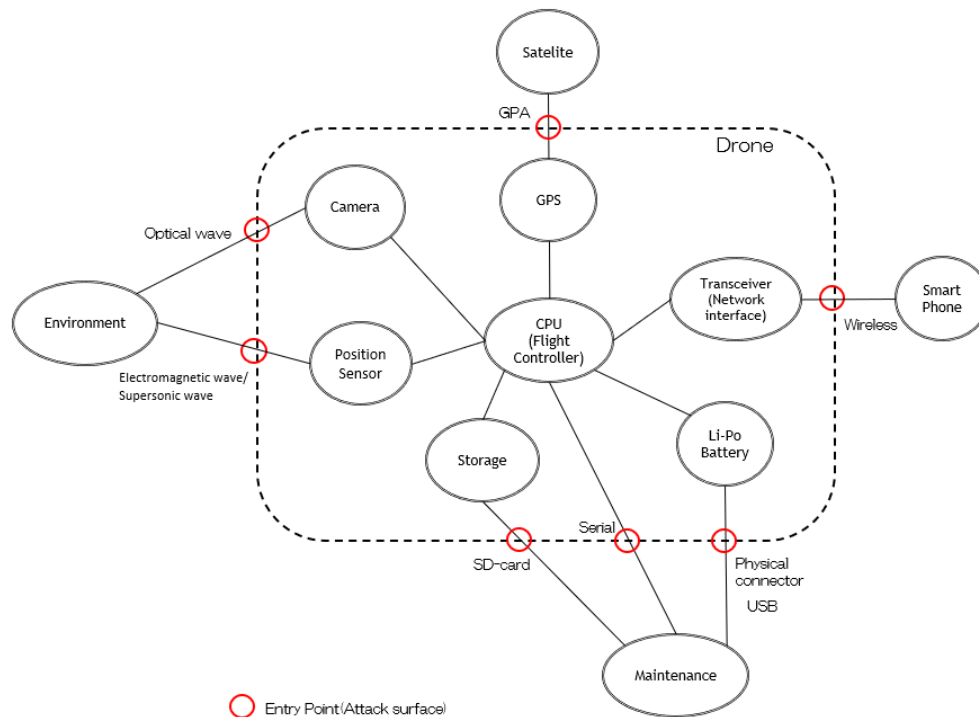 Satelite
GPA
Drone
Camera
GPS
Optical wave
Transceiver
(Network
interface)
Smart
Phone
Environment
CPU
(Flight
Controller)
Wireless
Position
Sensor
Electromagnetic wave/
Supersonic wave
Li-Po
Battery
Storage
Serial
SD-card
Physical
connector
USB
Maintenance
Entry Point(Attack surface)